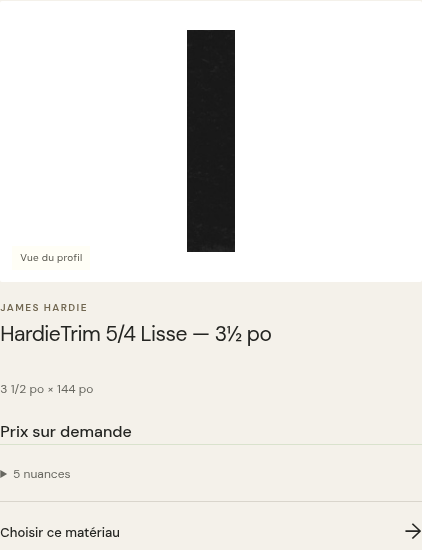 Vue du profil
JAMES HARDIE
HardieTrim 5/4 Lisse — 3½ po
3 1/2 po × 144 po
Prix sur demande
5 nuances
Choisir ce matériau